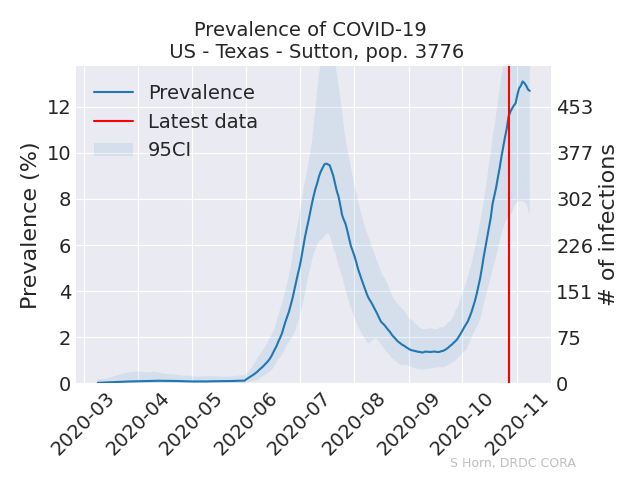 Prevalence of COVID-19
US - Texas - Sutton, pop. 3776
Prevalence
Latest data
95CI
Prevalence (%)
12
10
8
6
4
2
0
453
377
302
226
151
75
0
# of infections
2020-03
2020-04
2020-05
2020-06
2020-07
2020-08
2020-09
2020-10
2020-11
S Horn, DRDC CORA